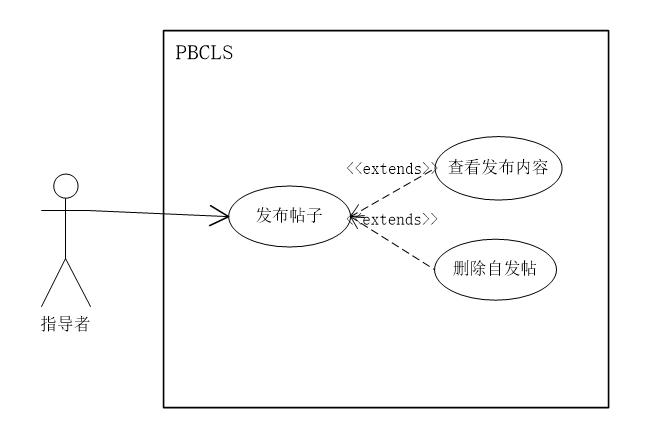 PBCLS
<<extends>>
查看发布内容
发布帖子
<<extends>>
删除自发帖
指导者